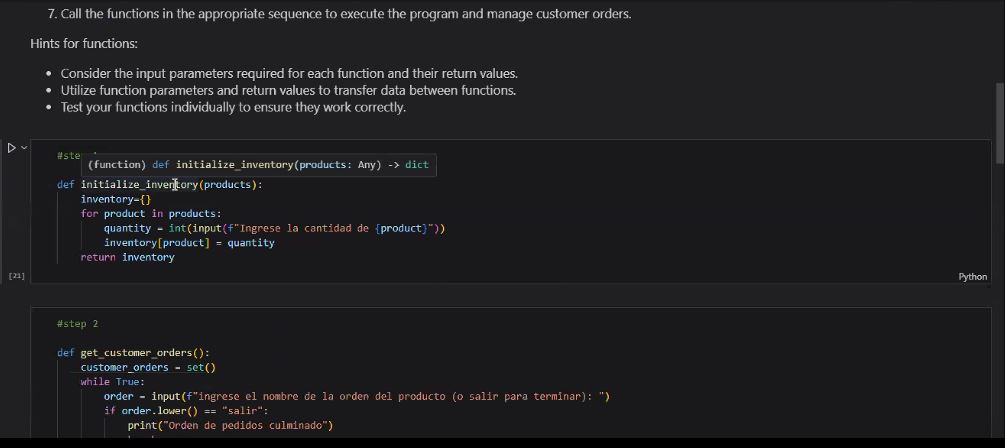 7. Call the functions in the appropriate sequence to execute the program and manage customer orders.
Hints for functions:
• Consider the input parameters required for each function and their return values.
• Utilize function parameters and return values to transfer data between functions.
• Test your functions individually to ensure they work correctly.
#step
(function) def initialize_inventory(products: Any) -> dict
def initialize_inventory(products):
inventory={}
for product in products:
quantity = int(input(f"Ingrese la cantidad de {product}"))
inventory[product] = quantity
return inventory
[21]
Python
#step 2
def get_customer_orders():
customer_orders = set()
while True:
order = input(f"ingrese el nombre de la orden del producto (o salir para terminar): ")
if order.lower() == "salir":
print("Orden de pedidos culminado")